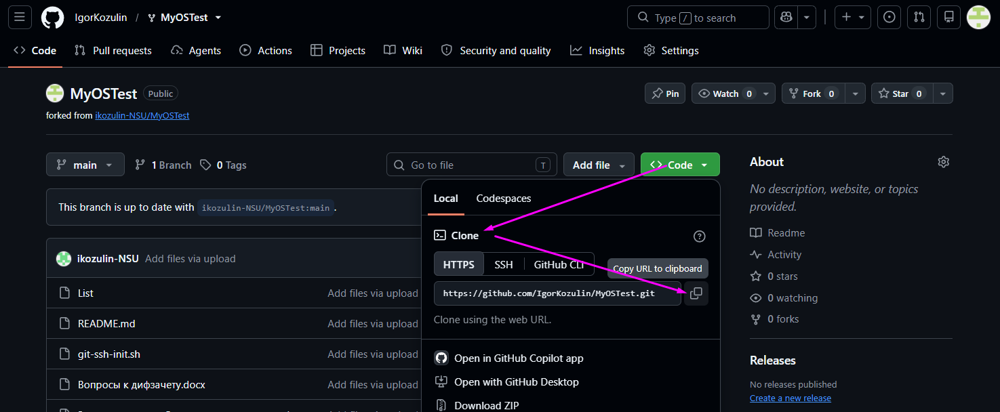 IgorKozulin / MyOSTest
Type / to search
Code Pull requests Agents Actions Projects Wiki Security and quality Insights Settings
MyOSTest Public
Pin Watch 0 Fork 0 Star 0
forked from ikozulin-NSU/MyOSTest
main 1 Branch 0 Tags
Go to file T
Add file Code
This branch is up to date with ikozulin-NSU/MyOSTest:main .
ikozulin-NSU Add files via upload
List Add files via upload
README.md Add files via upload
git-ssh-init.sh Add files via upload
Вопросы к дифзачету.docx Add files via upload
Local Codespaces
Clone
HTTPS SSH GitHub CLI
Copy URL to clipboard
https://github.com/IgorKozulin/MyOSTest.git
Clone using the web URL.
Open in GitHub Copilot app
Open with GitHub Desktop
Download ZIP
About
No description, website, or topics
provided.
Readme
Activity
0 stars
0 watching
0 forks
Releases
No releases published
Create a new release